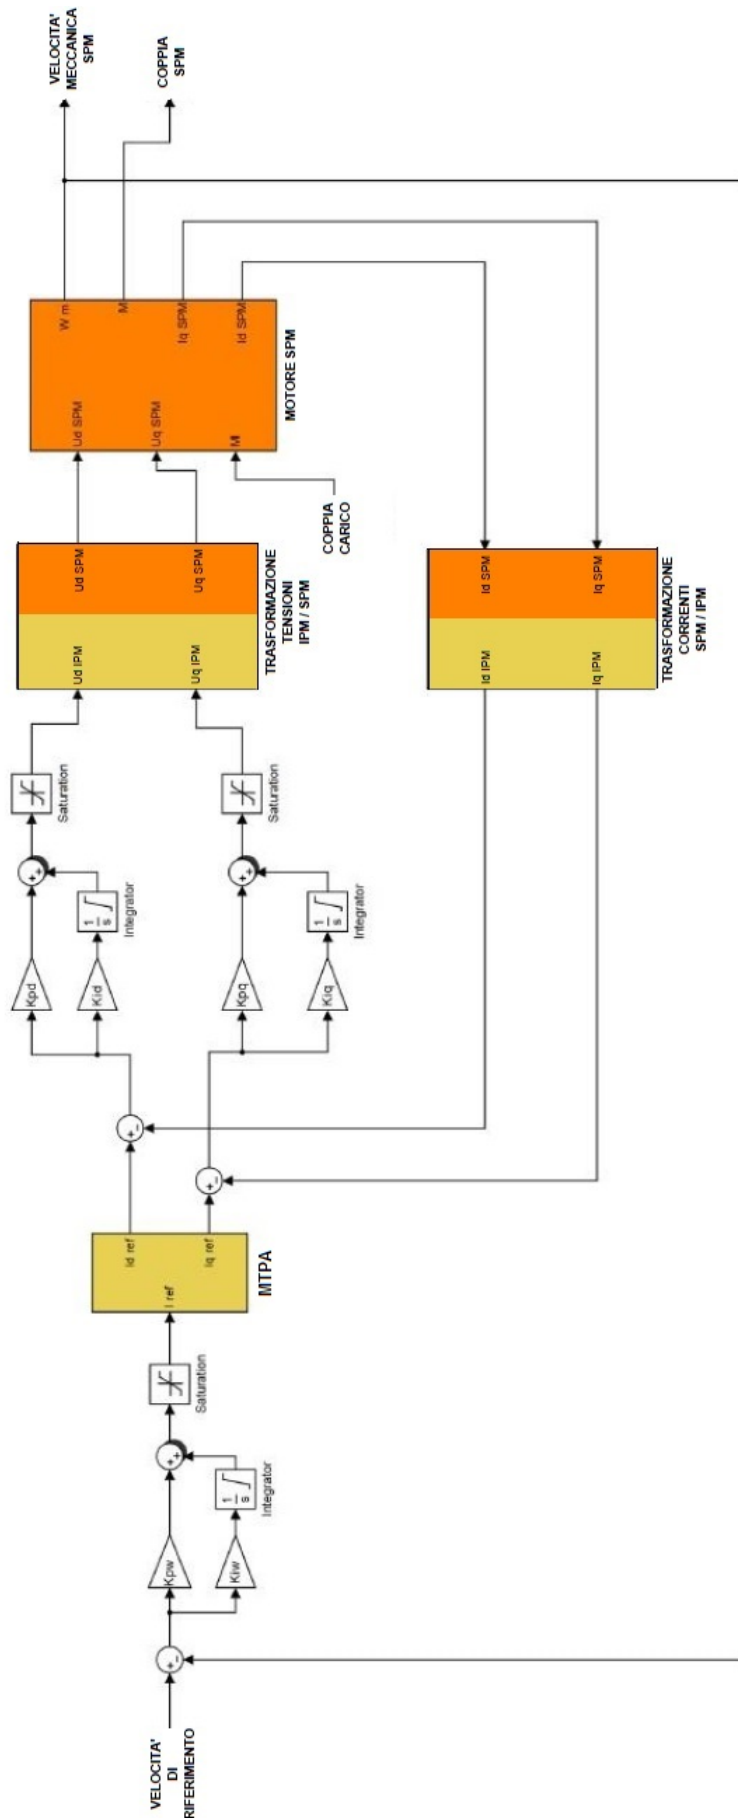 VELOCITA'
DI
RIFERIMENTO
Kpw
Kiw
1
s
Integrator
Saturation
I ref
Id ref
Iq ref
MTPA
Kpd
Kid
1
s
Integrator
Saturation
Kpq
Kiq
1
s
Integrator
Saturation
Ud IPM
Uq IPM
Ud SPM
Uq SPM
TRASFORMAZIONE
TENSIONI
IPM / SPM
COPPIA
CARICO
Ud SPM
Uq SPM
Ml
W m
M
Iq SPM
Id SPM
MOTORE SPM
VELOCITA'
MECCANICA
SPM
COPPIA
SPM
Id IPM
Iq IPM
Id SPM
Iq SPM
TRASFORMAZIONE
CORRENTI
SPM / IPM